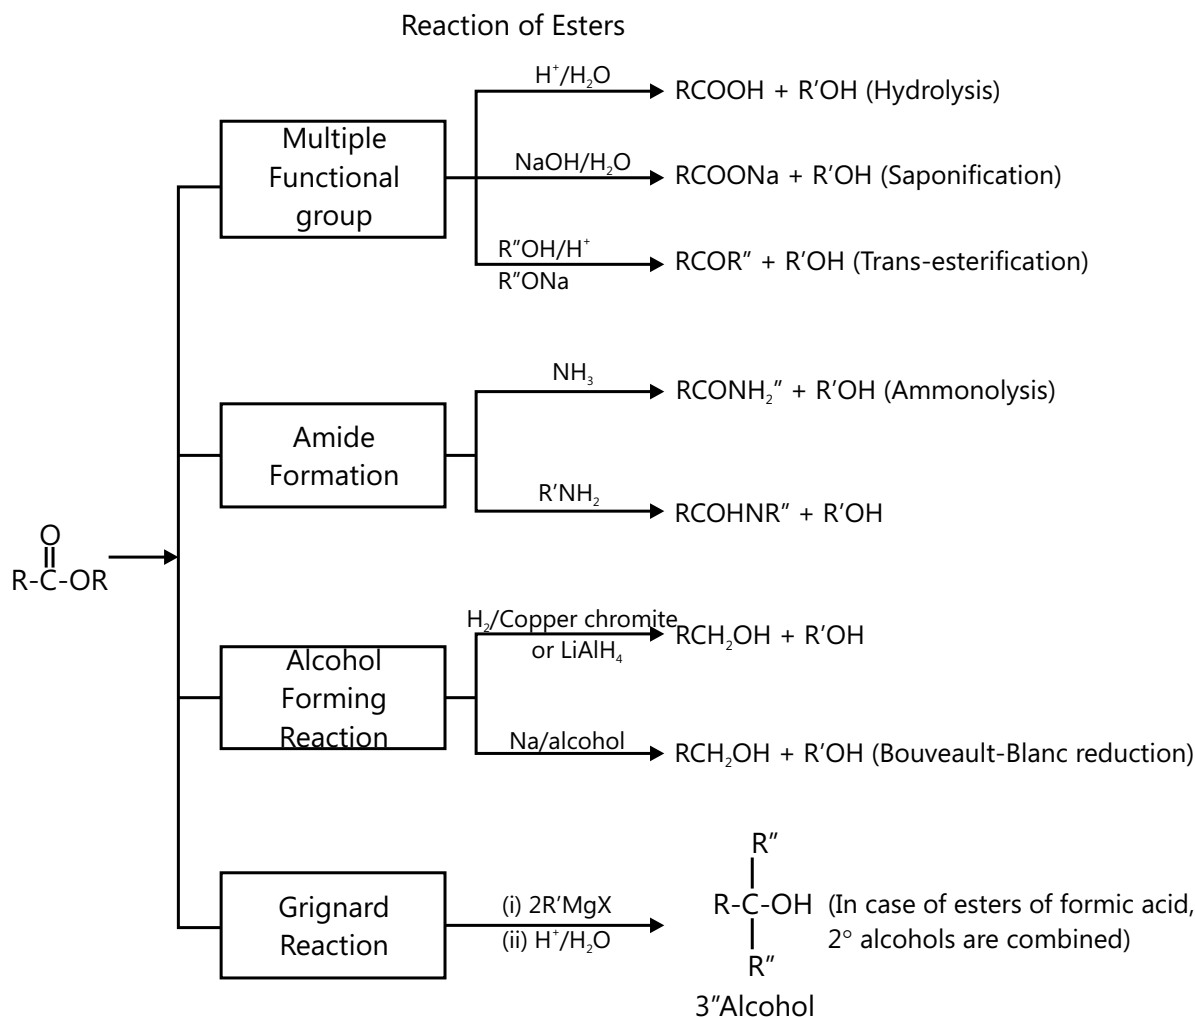 Reaction of Esters
H⁺/H₂O
RCOOH + R′OH (Hydrolysis)
Multiple
Functional
group
NaOH/H₂O
RCOONa + R′OH (Saponification)
R″OH/H⁺
R″ONa
RCOR″ + R′OH (Trans-esterification)
NH₃
RCONH₂″ + R′OH (Ammonolysis)
Amide
Formation
R′NH₂
RCOHNR″ + R′OH
O
R-C-OR
H₂/Copper chromite
or LiAlH₄
RCH₂OH + R′OH
Alcohol
Forming
Reaction
Na/alcohol
RCH₂OH + R′OH (Bouveault-Blanc reduction)
Grignard
Reaction
(i) 2R′MgX
(ii) H⁺/H₂O
R″
R-C-OH
R″
3″Alcohol
(In case of esters of formic acid,
2° alcohols are combined)